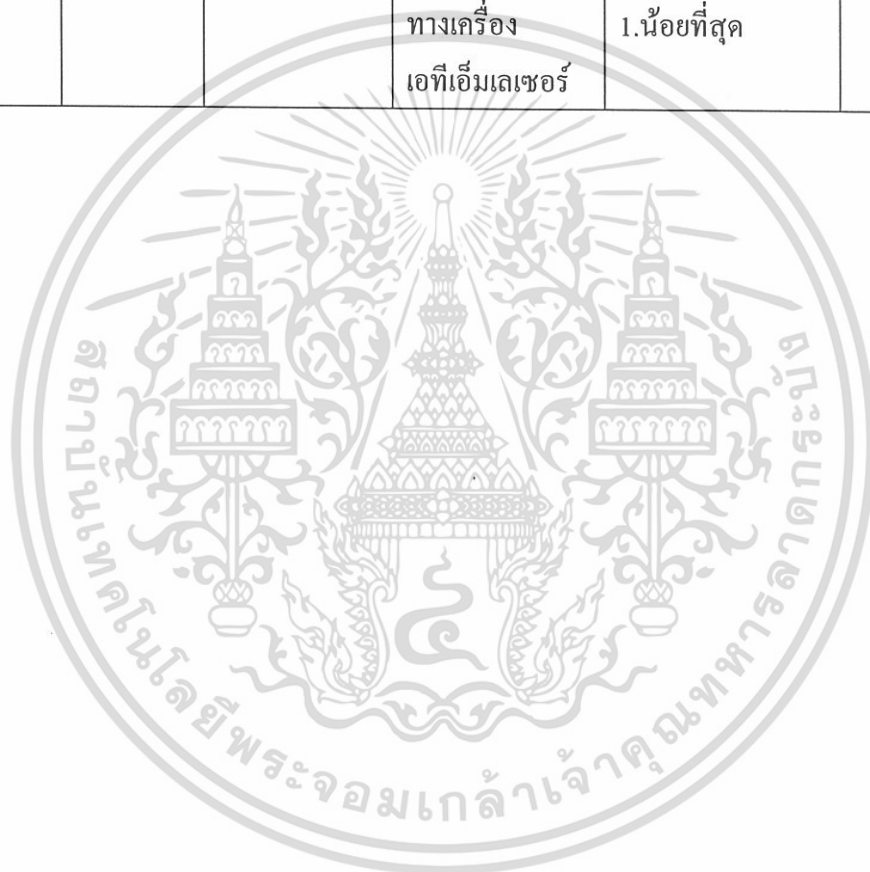 ทางเครื่อง 1.น้อยที่สุด
เอทีเอ็มเลเซอร์
สถาบันเทคโนโลยีพระจอมเกล้าเจ้าคุณทหารลาดกระบัง
๔